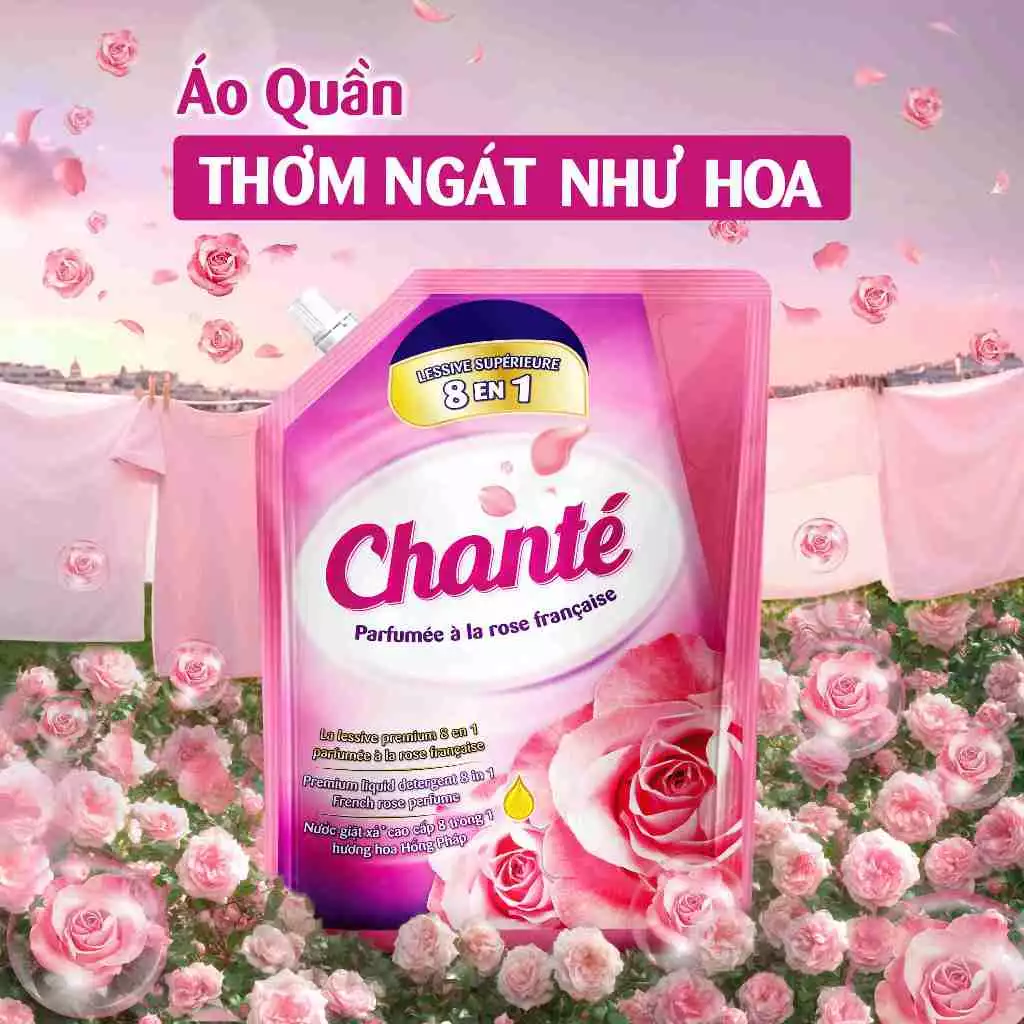 Áo Quần
THƠM NGÁT NHƯ HOA
LESSIVE SUPÉRIEURE
8 EN 1
Chanté
Parfumée à la rose française
La lessive premium 8 en 1
parfumée à la rose française
Premium liquid detergent 8 in 1
French rose perfume
Nước giặt xả cao cấp 8 trong 1
hương hoa Hồng Pháp